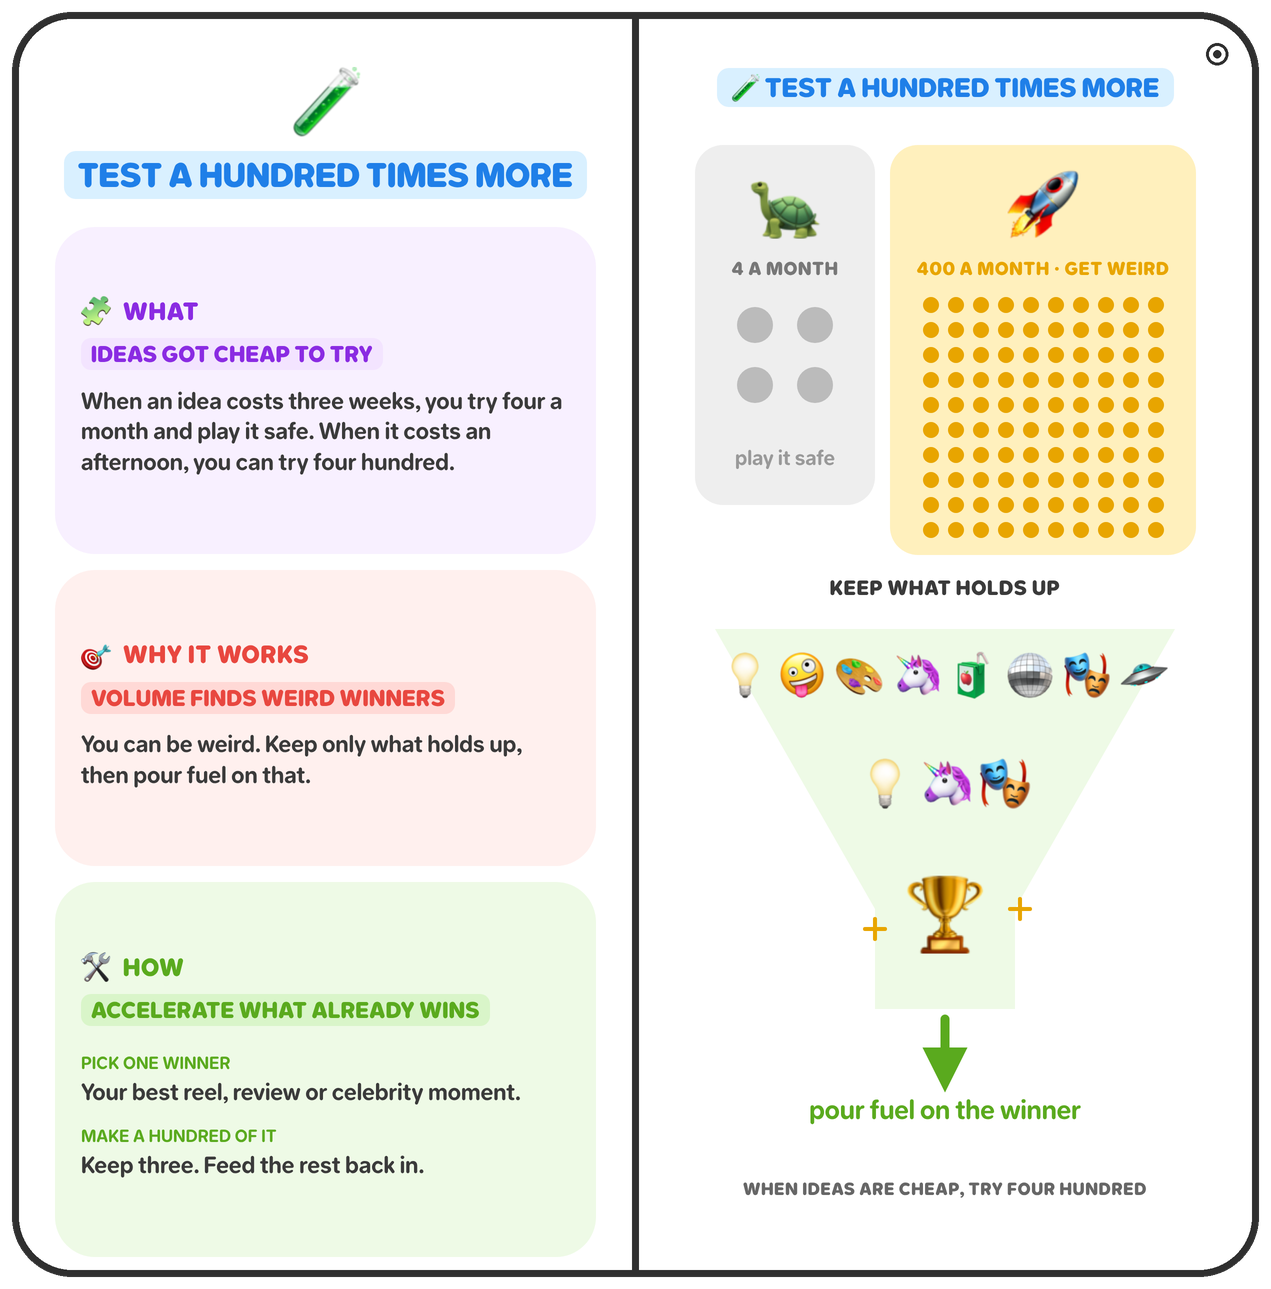 TEST A HUNDRED TIMES MORE
WHAT
IDEAS GOT CHEAP TO TRY
When an idea costs three weeks, you try four a
month and play it safe. When it costs an
afternoon, you can try four hundred.
WHY IT WORKS
VOLUME FINDS WEIRD WINNERS
You can be weird. Keep only what holds up,
then pour fuel on that.
HOW
ACCELERATE WHAT ALREADY WINS
PICK ONE WINNER
Your best reel, review or celebrity moment.
MAKE A HUNDRED OF IT
Keep three. Feed the rest back in.
TEST A HUNDRED TIMES MORE
4 A MONTH
play it safe
400 A MONTH · GET WEIRD
KEEP WHAT HOLDS UP
pour fuel on the winner
WHEN IDEAS ARE CHEAP, TRY FOUR HUNDRED